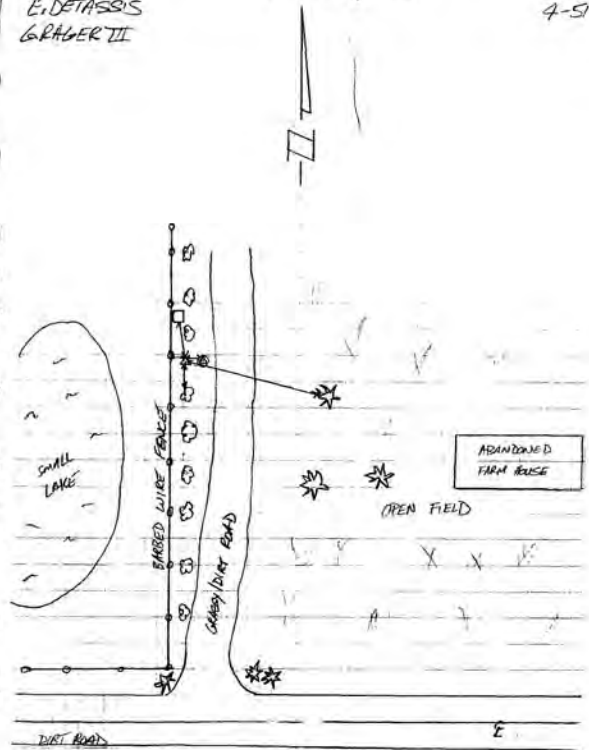 E. DETASSIS
GRAGER III
4-51
SMALL
LAKE
BARBED WIRE FENCE
GRASSY/DIRT ROAD
ABANDONED
FARM HOUSE
OPEN FIELD
DIRT ROAD